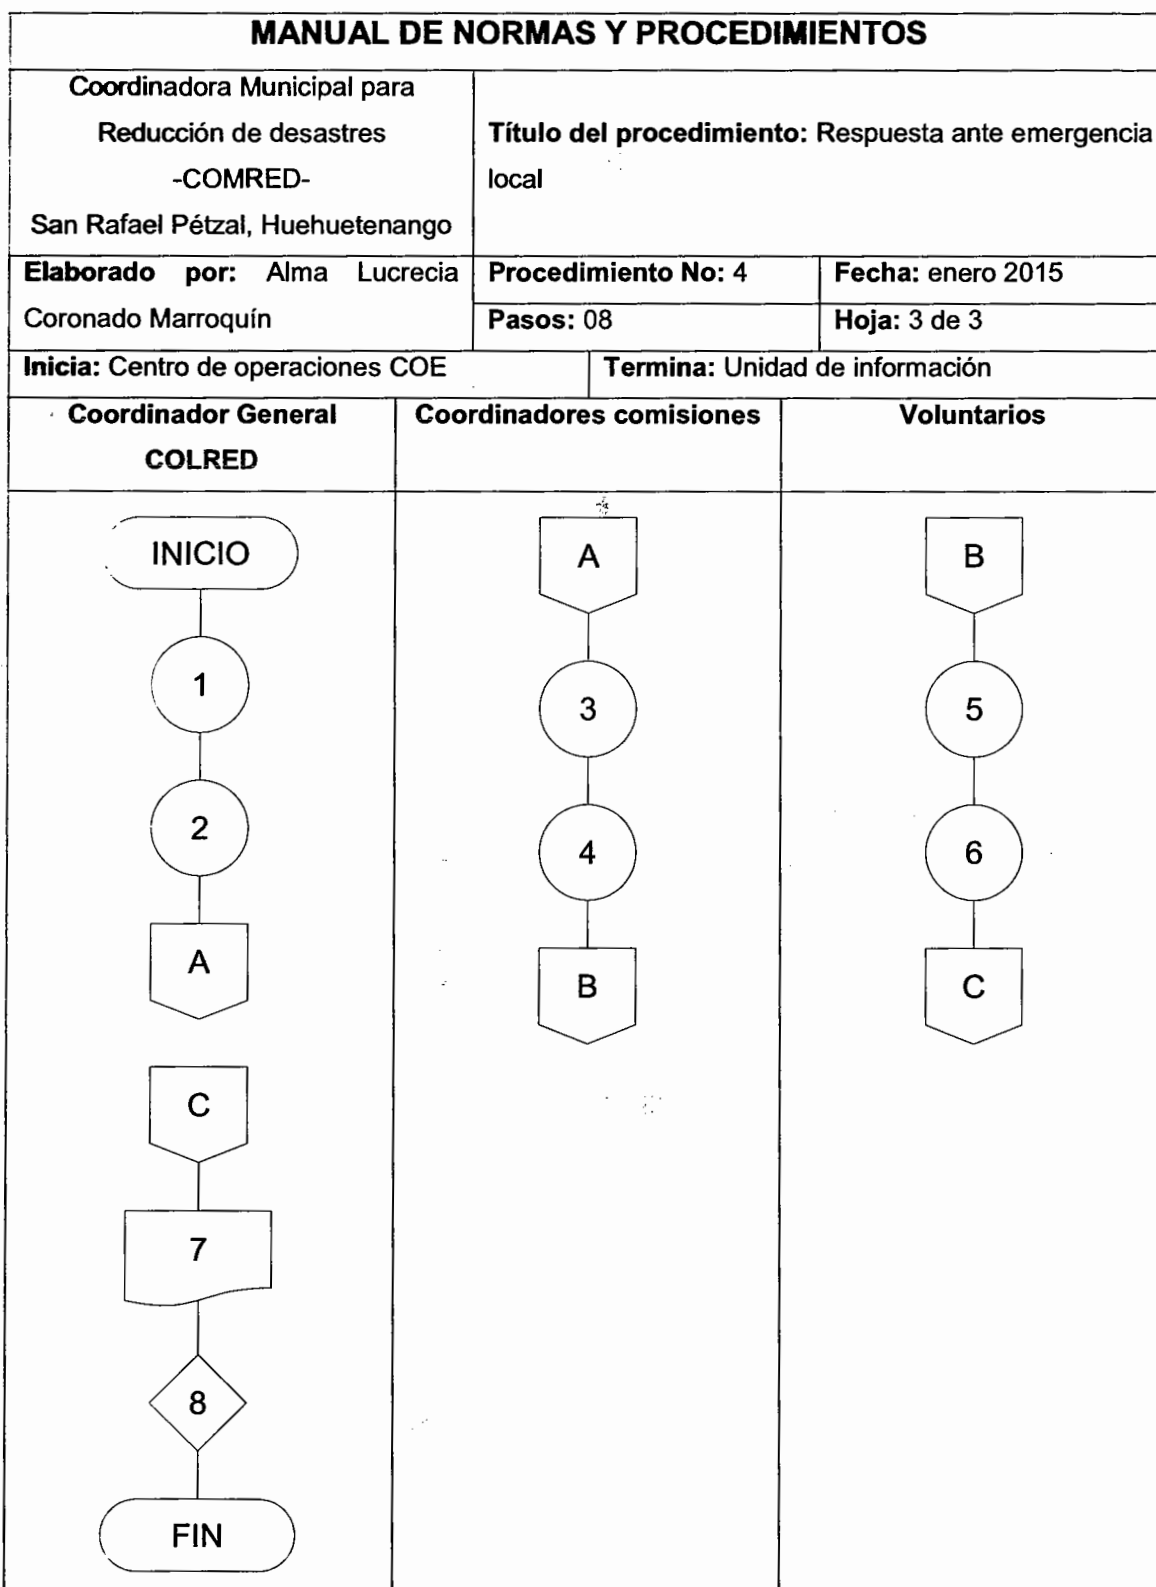 MANUAL DE NORMAS Y PROCEDIMIENTOS
Coordinadora Municipal para
Reducción de desastres
-COMRED-
San Rafael Pétzal, Huehuetenango
Título del procedimiento: Respuesta ante emergencia
local
Elaborado por: Alma Lucrecia
Coronado Marroquín
Procedimiento No: 4
Fecha: enero 2015
Pasos: 08
Hoja: 3 de 3
Inicia: Centro de operaciones COE
Termina: Unidad de información
Coordinador General
COLRED
Coordinadores comisiones
Voluntarios
INICIO
1
2
A
C
7
8
FIN
A
3
4
B
B
5
6
C